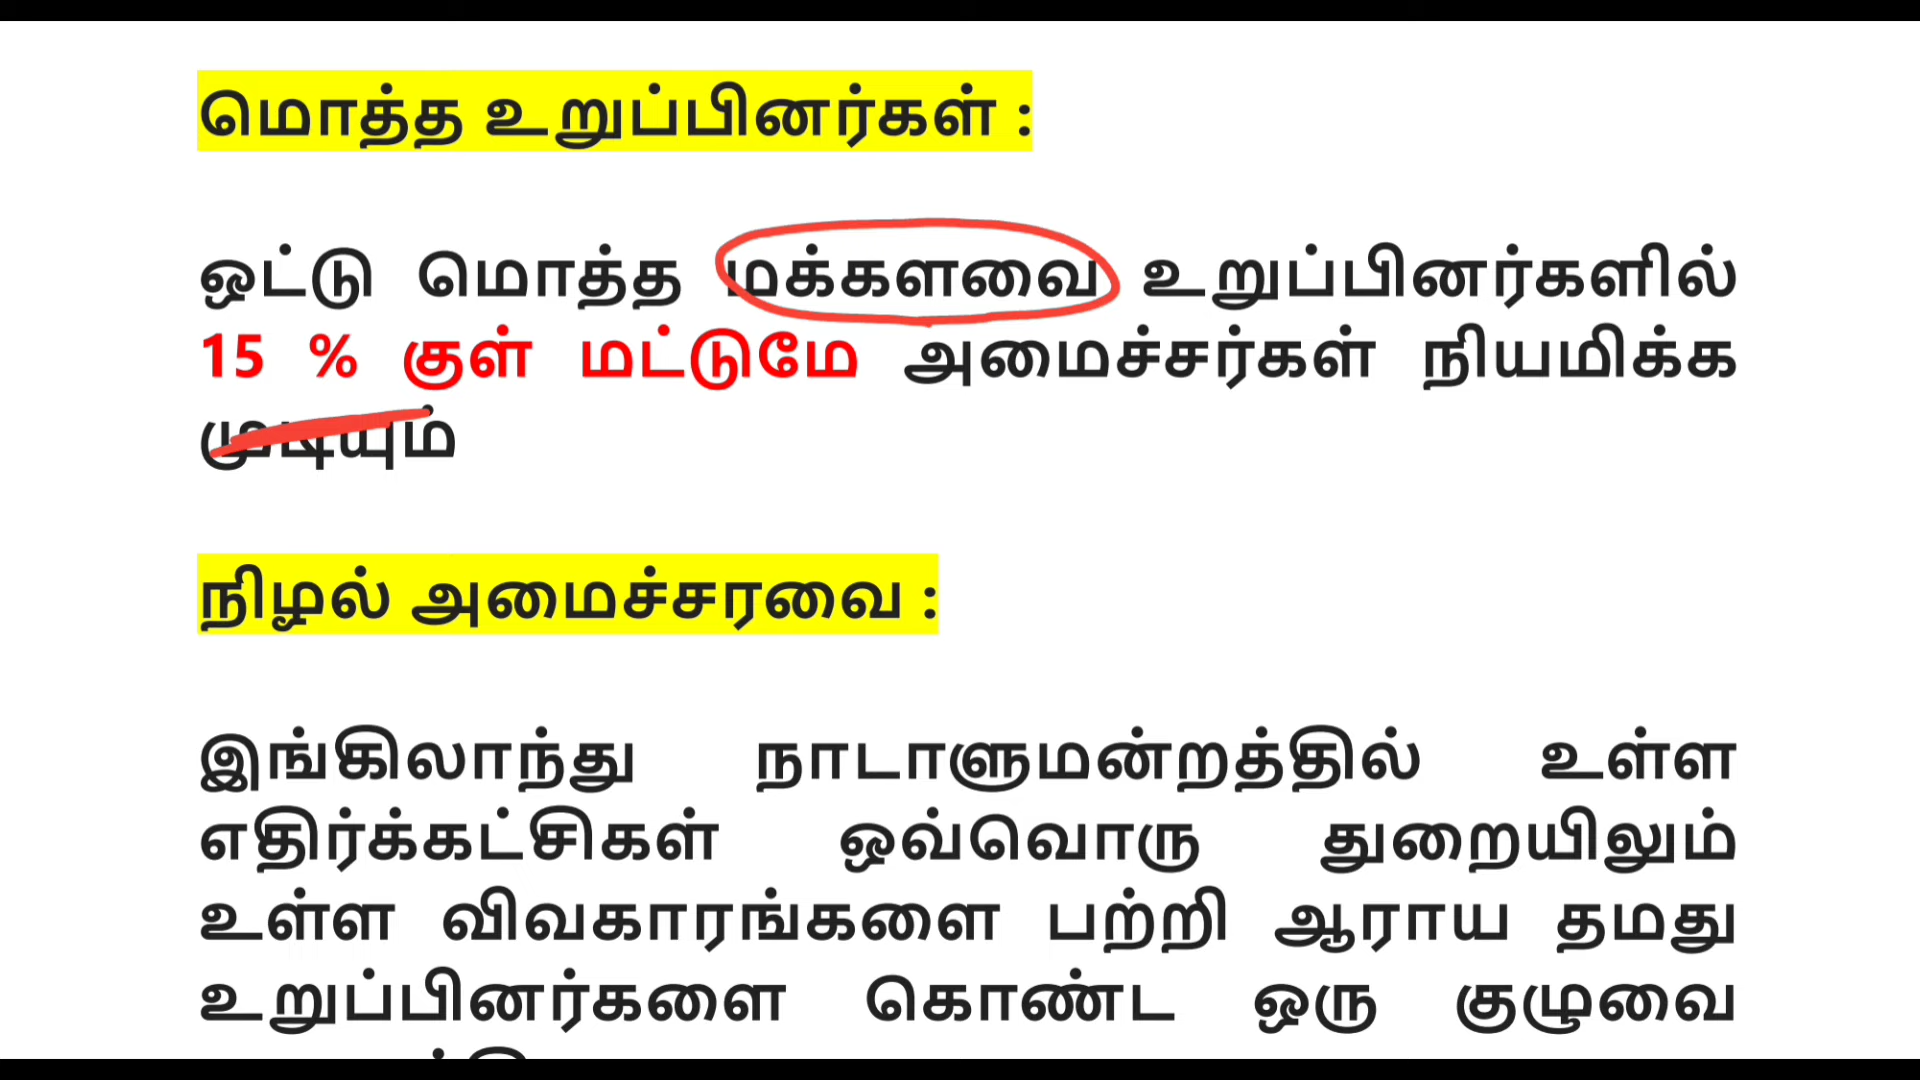 மொத்த உறுப்பினர்கள் :
ஒட்டு மொத்த மக்களவை உறுப்பினர்களில்
15 % குள் மட்டுமே அமைச்சர்கள் நியமிக்க
முடியும்
நிழல் அமைச்சரவை :
இங்கிலாந்து நாடாளுமன்றத்தில் உள்ள
எதிர்க்கட்சிகள் ஒவ்வொரு துறையிலும்
உள்ள விவகாரங்களை பற்றி ஆராய தமது
உறுப்பினர்களை கொண்ட ஒரு குழுவை